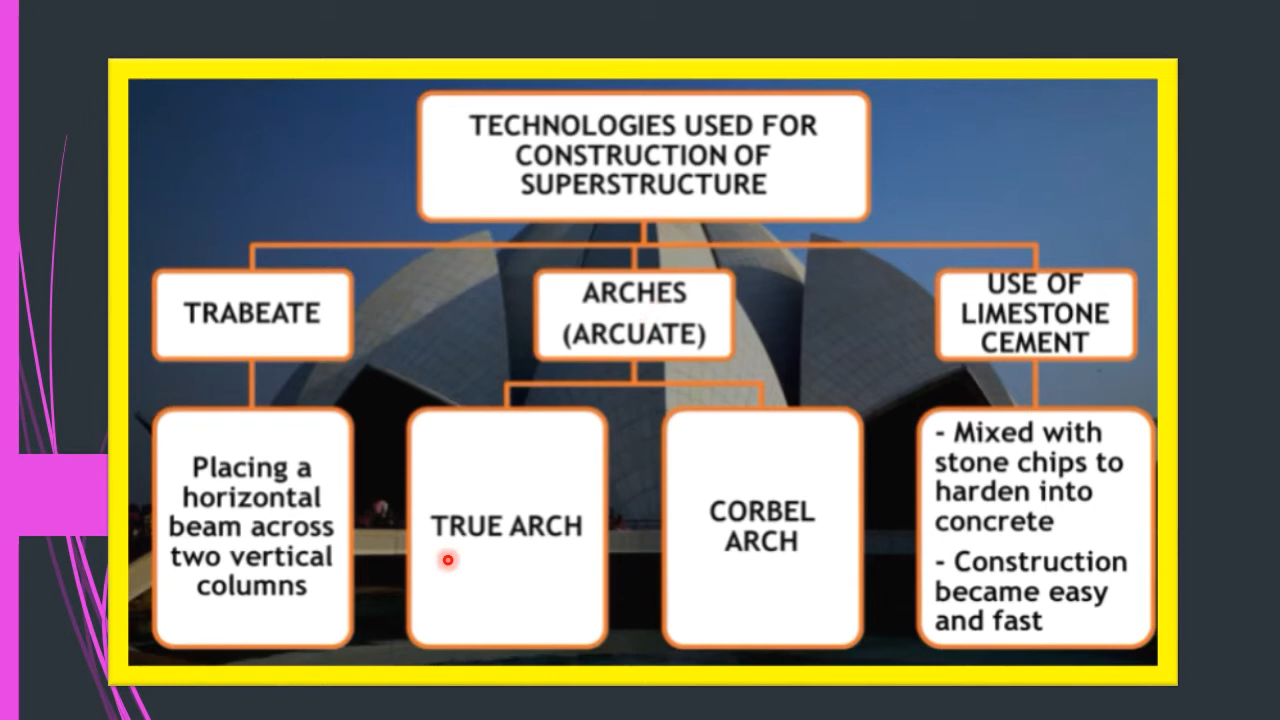 TECHNOLOGIES USED FOR
CONSTRUCTION OF
SUPERSTRUCTURE
TRABEATE
ARCHES
(ARCUATE)
USE OF
LIMESTONE
CEMENT
Placing a
horizontal
beam across
two vertical
columns
TRUE ARCH
CORBEL
ARCH
- Mixed with
stone chips to
harden into
concrete
- Construction
became easy
and fast